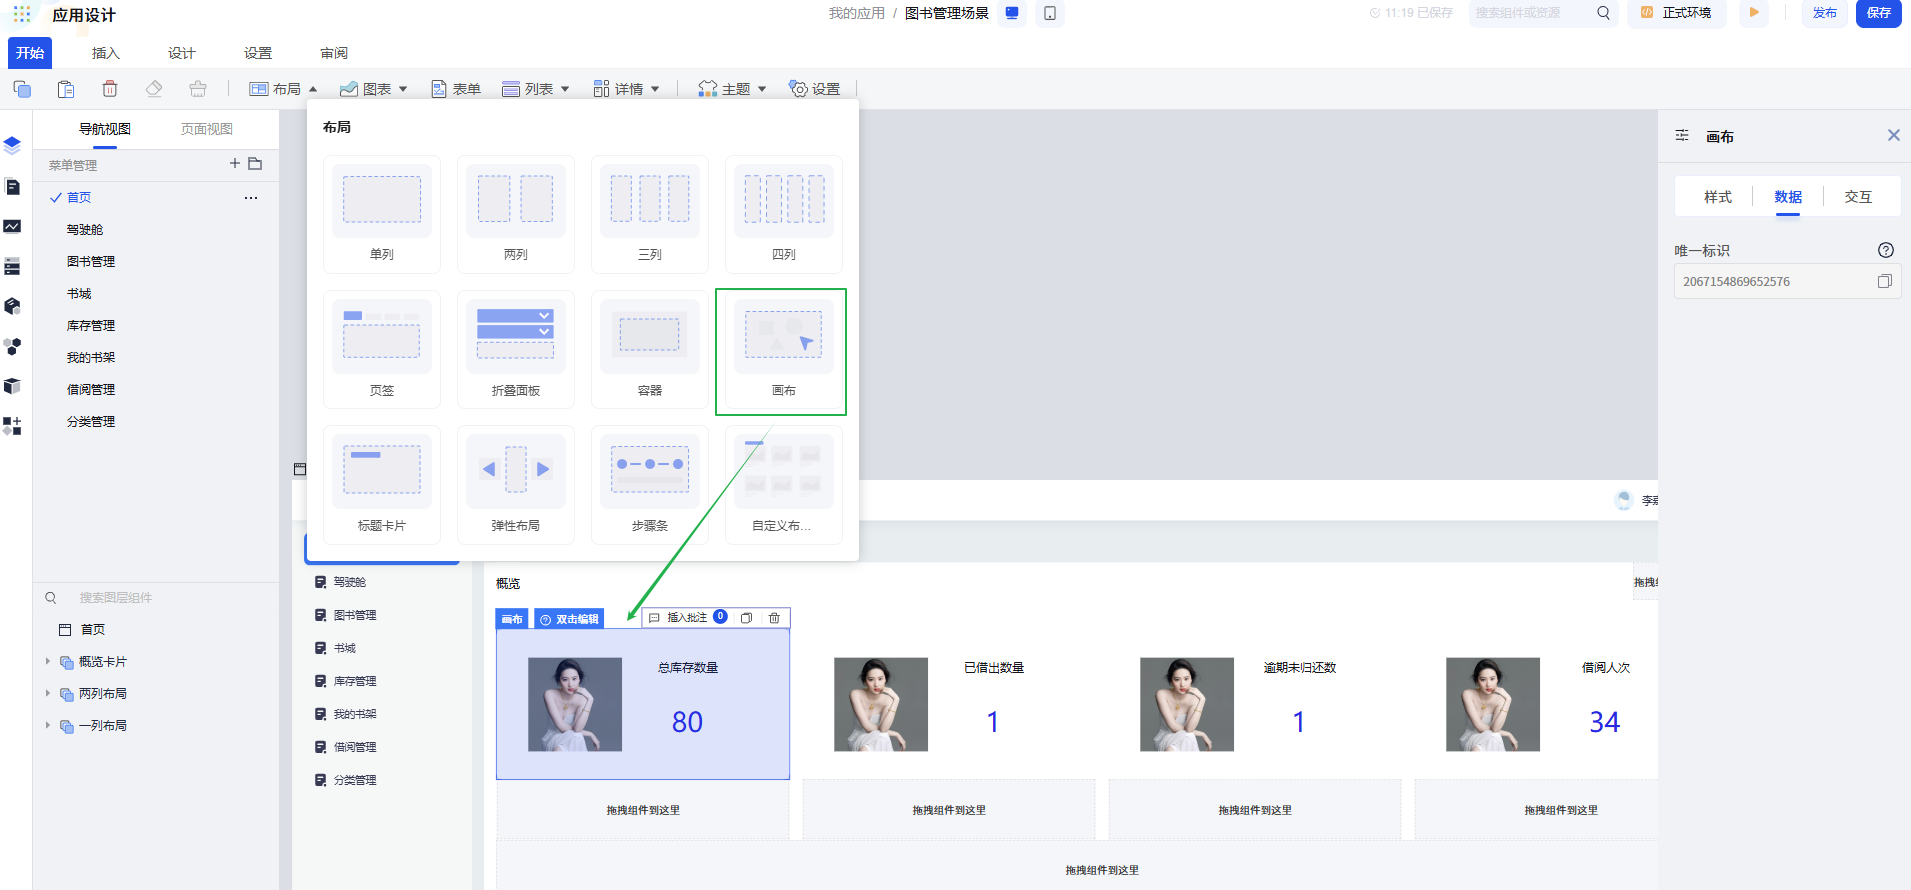 应用设计
我的应用 / 图书管理场景
11:19 已保存
搜索组件或资源
正式环境
发布
保存
开始
插入
设计
设置
审阅
布局
图表
表单
列表
详情
主题
设置
导航视图
页面视图
菜单管理
首页
驾驶舱
图书管理
书城
库存管理
我的书架
借阅管理
分类管理
搜索图层组件
首页
概览卡片
两列布局
一列布局
布局
单列
两列
三列
四列
页签
折叠面板
容器
画布
标题卡片
弹性布局
步骤条
自定义布...
驾驶舱
图书管理
书城
库存管理
我的书架
借阅管理
分类管理
概览
画布
双击编辑
插入批注 0
总库存数量
80
已借出数量
1
逾期未归还数
1
借阅人次
34
拖拽组件到这里
拖拽组件到这里
拖拽组件到这里
拖拽组件到这里
拖拽组件到这里
李
拖拽
画布
样式
数据
交互
唯一标识
2067154869652576